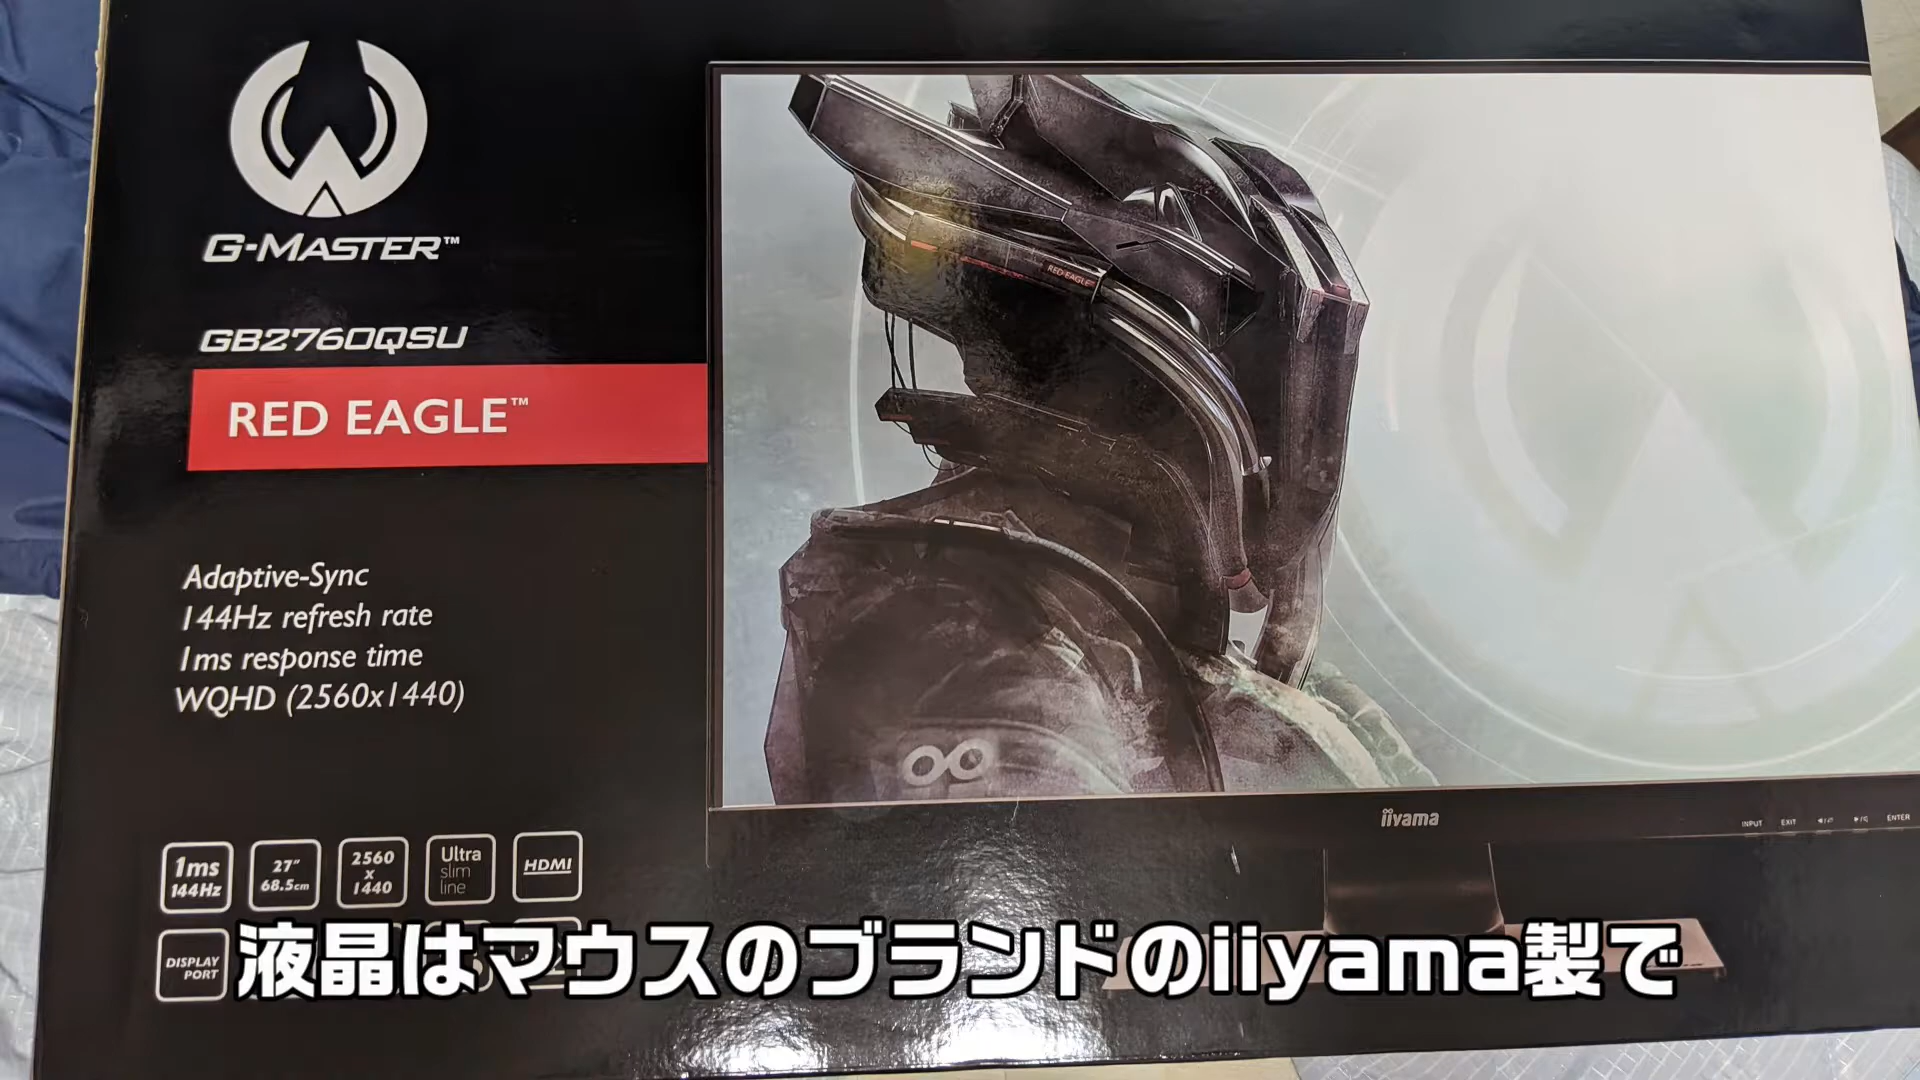 G-MASTER™
GB2760QSU
RED EAGLE™
RED EAGLE
Adaptive-Sync
144Hz refresh rate
1ms response time
WQHD (2560x1440)
iiyama
INPUT EXIT ENTER
1ms
144Hz
27"
68.5cm
2560
x
1440
Ultra
slim
line
HDMI
DISPLAY
PORT
液晶はマウスのブランドのiiyama製で